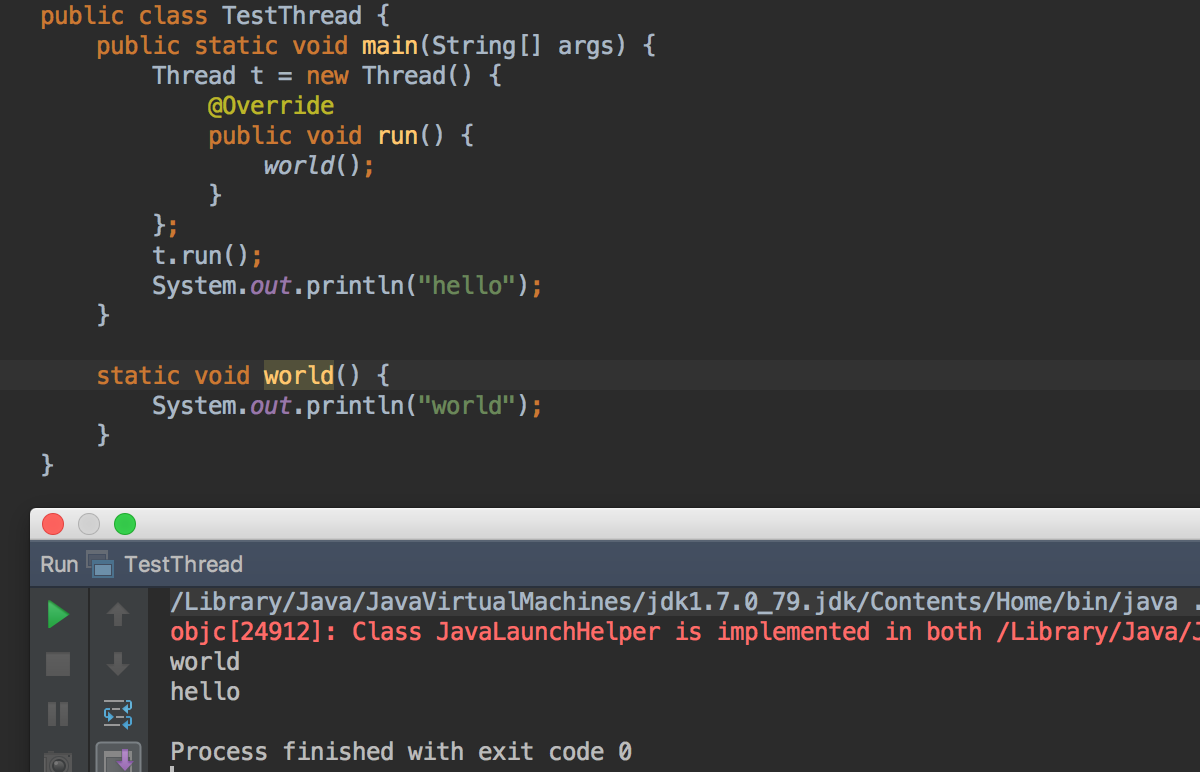 public class TestThread {
    public static void main(String[] args) {
        Thread t = new Thread() {
            @Override
            public void run() {
                world();
            }
        };
        t.run();
        System.out.println("hello");
    }

    static void world() {
        System.out.println("world");
    }
}
Run TestThread
/Library/Java/JavaVirtualMachines/jdk1.7.0_79.jdk/Contents/Home/bin/java .
objc[24912]: Class JavaLaunchHelper is implemented in both /Library/Java/J
world
hello

Process finished with exit code 0